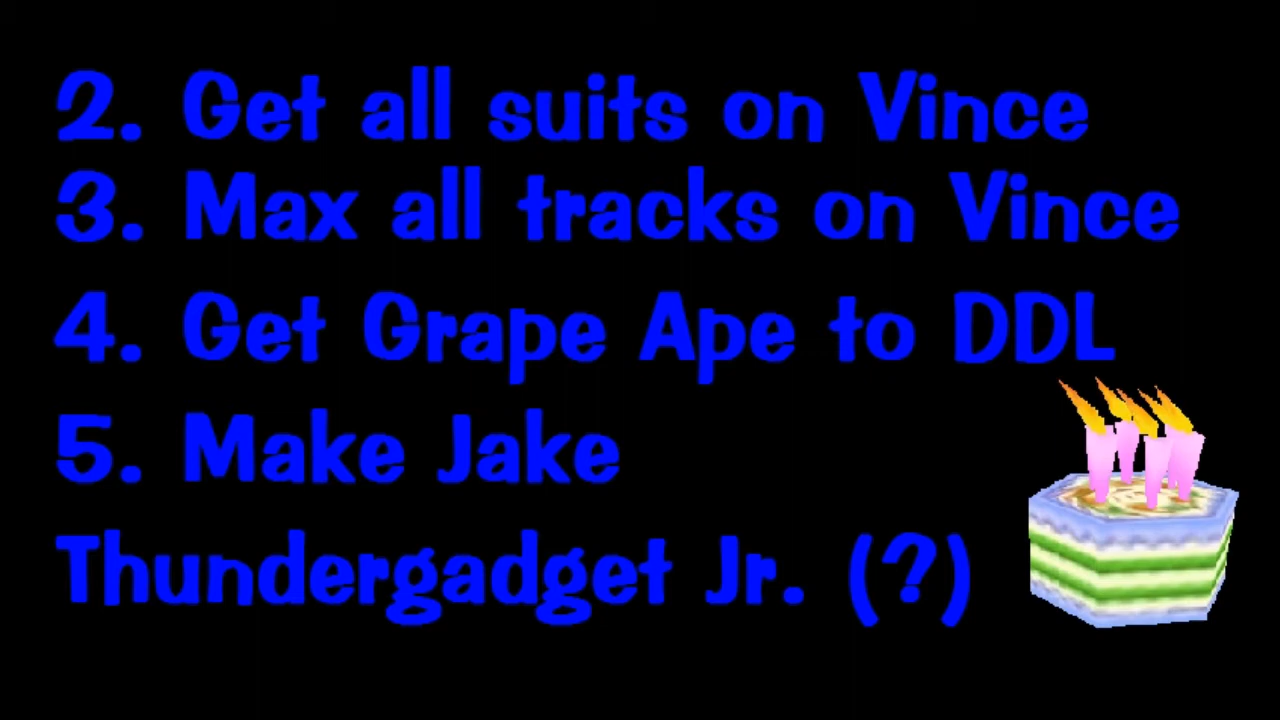 2. Get all suits on Vince
3. Max all tracks on Vince
4. Get Grape Ape to DDL
5. Make Jake
Thundergadget Jr. (?)